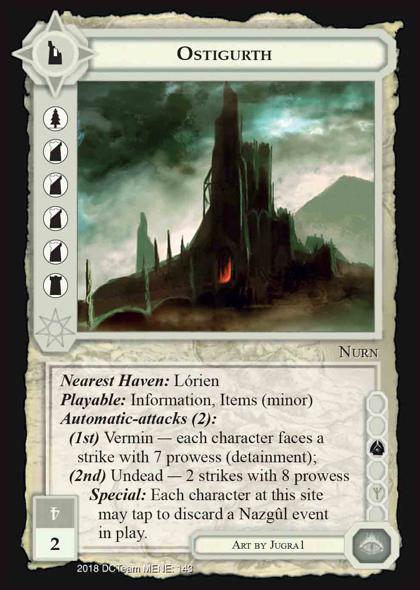 Ostigurth
Nurn
Nearest Haven: Lórien
Playable: Information, Items (minor)
Automatic-attacks (2):
(1st) Vermin — each character faces a
strike with 7 prowess (detainment);
(2nd) Undead — 2 strikes with 8 prowess
Special: Each character at this site
may tap to discard a Nazgûl event
in play.
2
Art by Jugra1
2018 DCTeam MENE: 143